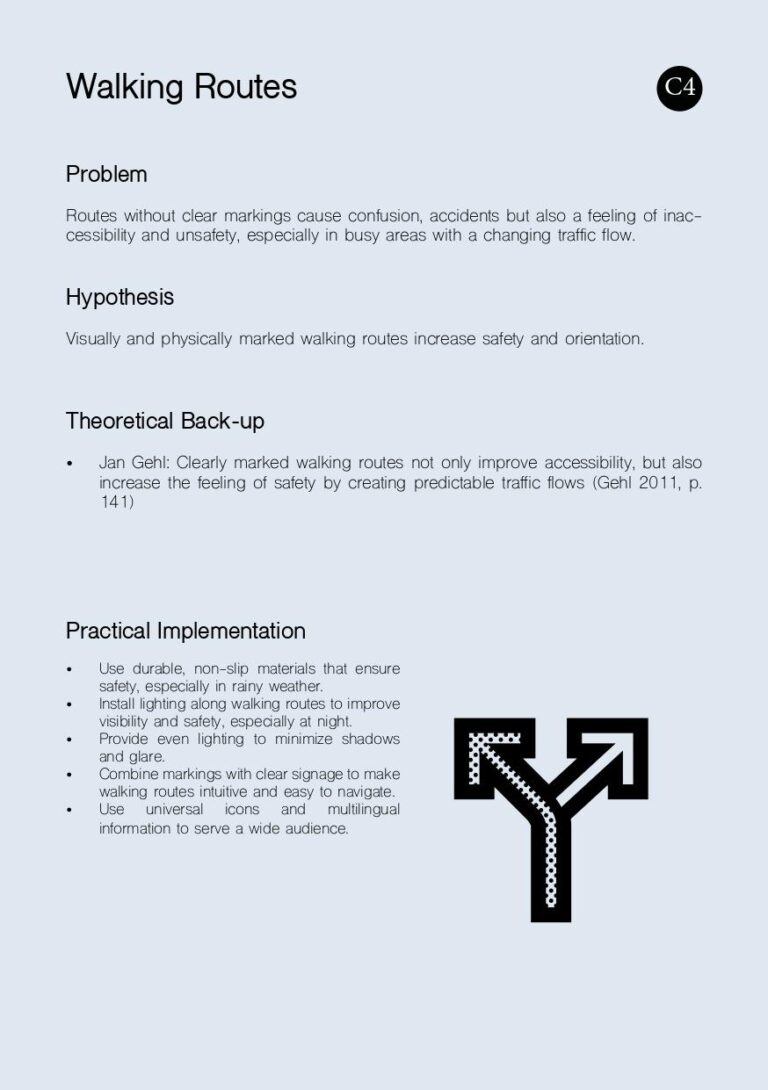 Walking Routes
C4
Problem
Routes without clear markings cause confusion, accidents but also a feeling of inac-
cessibility and unsafety, especially in busy areas with a changing traffic flow.
Hypothesis
Visually and physically marked walking routes increase safety and orientation.
Theoretical Back-up
• Jan Gehl: Clearly marked walking routes not only improve accessibility, but also
increase the feeling of safety by creating predictable traffic flows (Gehl 2011, p.
141)
Practical Implementation
• Use durable, non-slip materials that ensure
safety, especially in rainy weather.
• Install lighting along walking routes to improve
visibility and safety, especially at night.
• Provide even lighting to minimize shadows
and glare.
• Combine markings with clear signage to make
walking routes intuitive and easy to navigate.
• Use universal icons and multilingual
information to serve a wide audience.